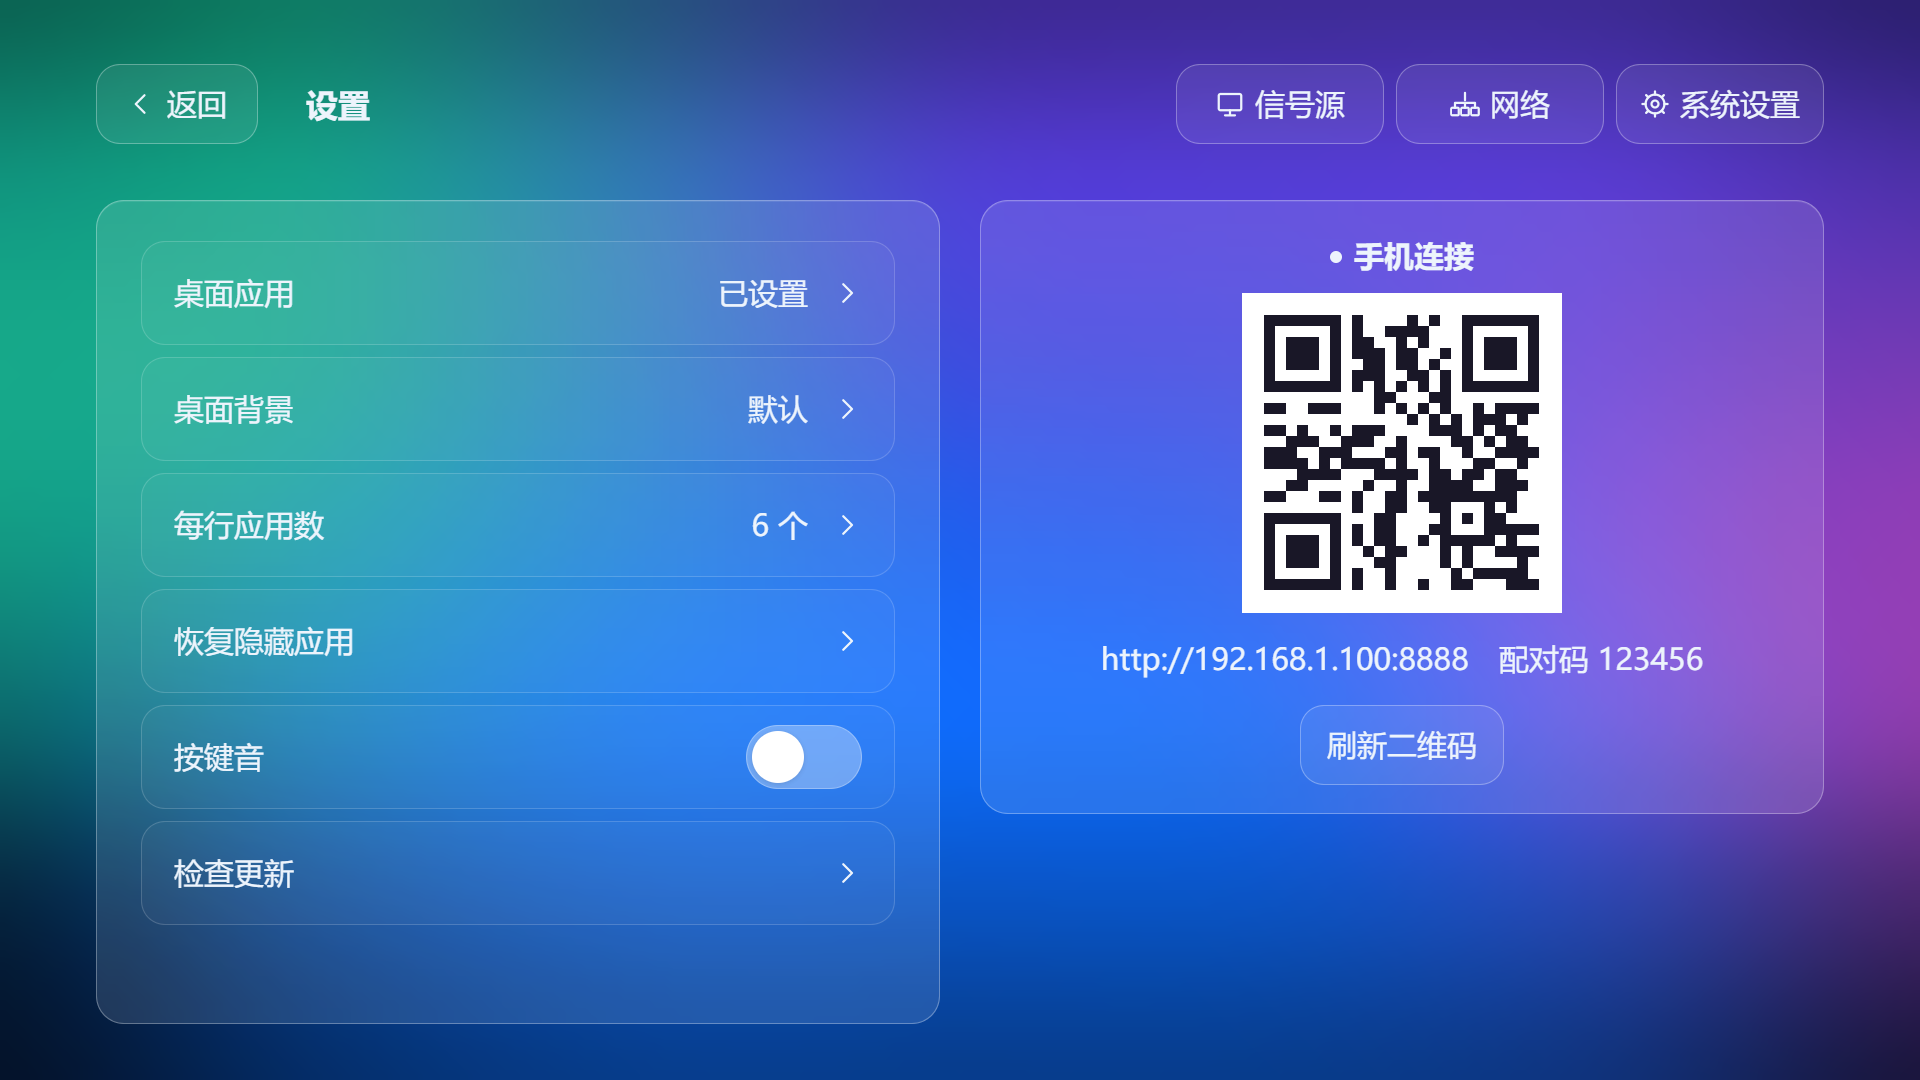 返回
设置
信号源
网络
系统设置
桌面应用 已设置
桌面背景 默认
每行应用数 6 个
恢复隐藏应用
按键音
检查更新
• 手机连接
http://192.168.1.100:8888 配对码 123456
刷新二维码